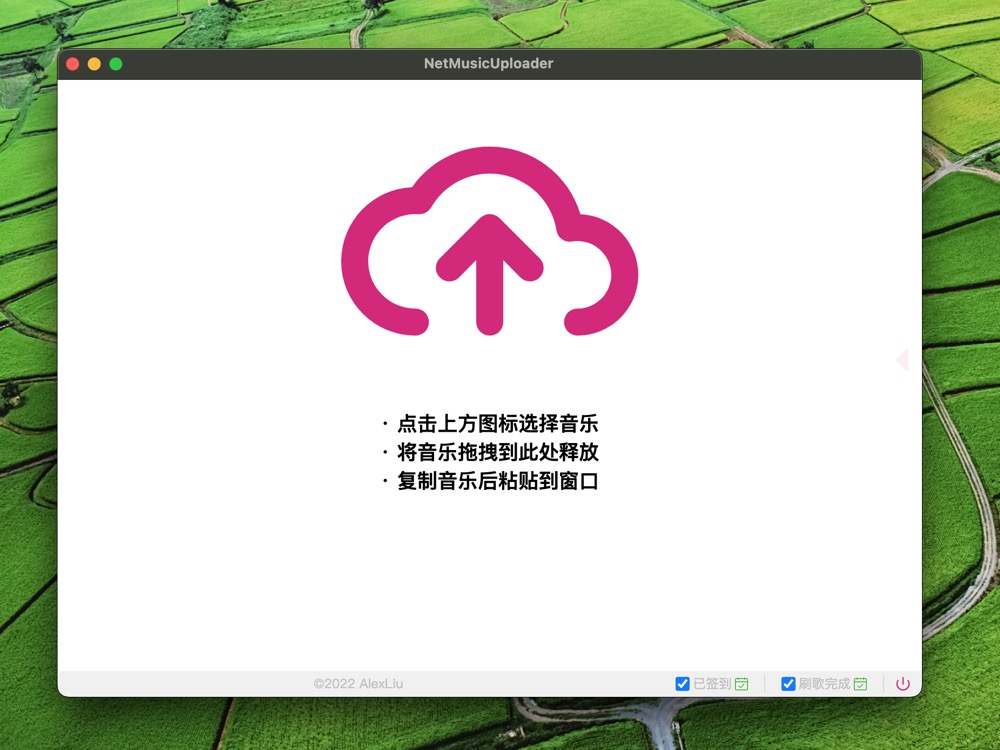 NetMusicUploader
· 点击上方图标选择音乐
· 将音乐拖拽到此处释放
· 复制音乐后粘贴到窗口
©2022 AlexLiu
已签到
刷歌完成